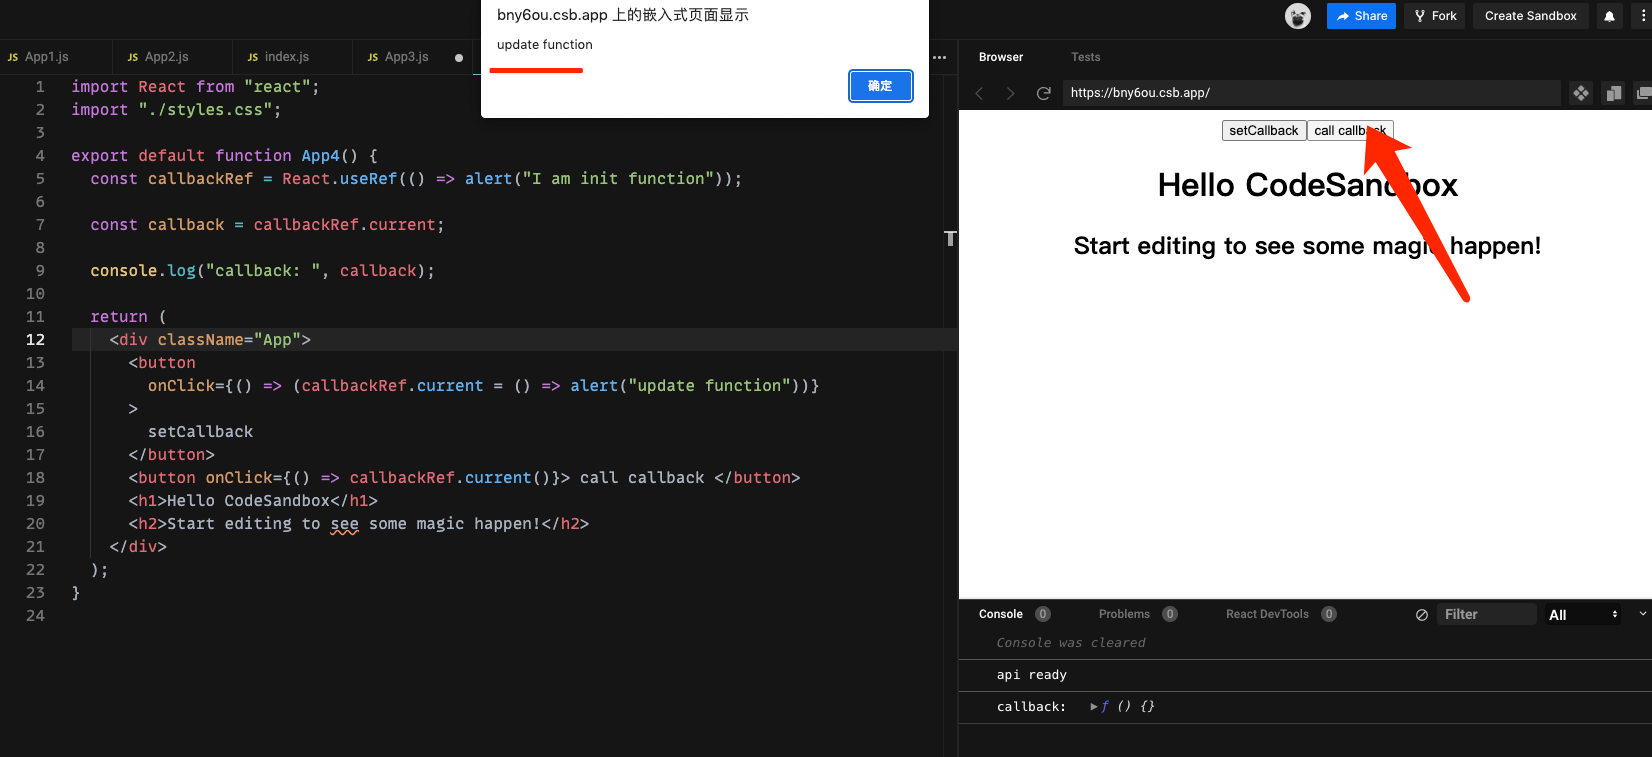 bny6ou.csb.app 上的嵌入式页面显示
update function
确定
Share
Fork
Create Sandbox
JS App1.js
JS App2.js
JS index.js
JS App3.js
Browser
Tests
https://bny6ou.csb.app/
1 import React from "react";
2 import "./styles.css";
3
4 export default function App4() {
5 const callbackRef = React.useRef(() => alert("I am init function"));
6
7 const callback = callbackRef.current;
8
9 console.log("callback: ", callback);
10
11 return (
12 <div className="App">
13 <button
14 onClick={() => (callbackRef.current = () => alert("update function"))}
15 >
16 setCallback
17 </button>
18 <button onClick={() => callbackRef.current()}> call callback </button>
19 <h1>Hello CodeSandbox</h1>
20 <h2>Start editing to see some magic happen!</h2>
21 </div>
22 );
23 }
24
setCallback
call callback
Hello CodeSandbox
Start editing to see some magic happen!
Console 0
Problems 0
React DevTools 0
Filter
All
Console was cleared
api ready
callback: ▶ƒ () {}